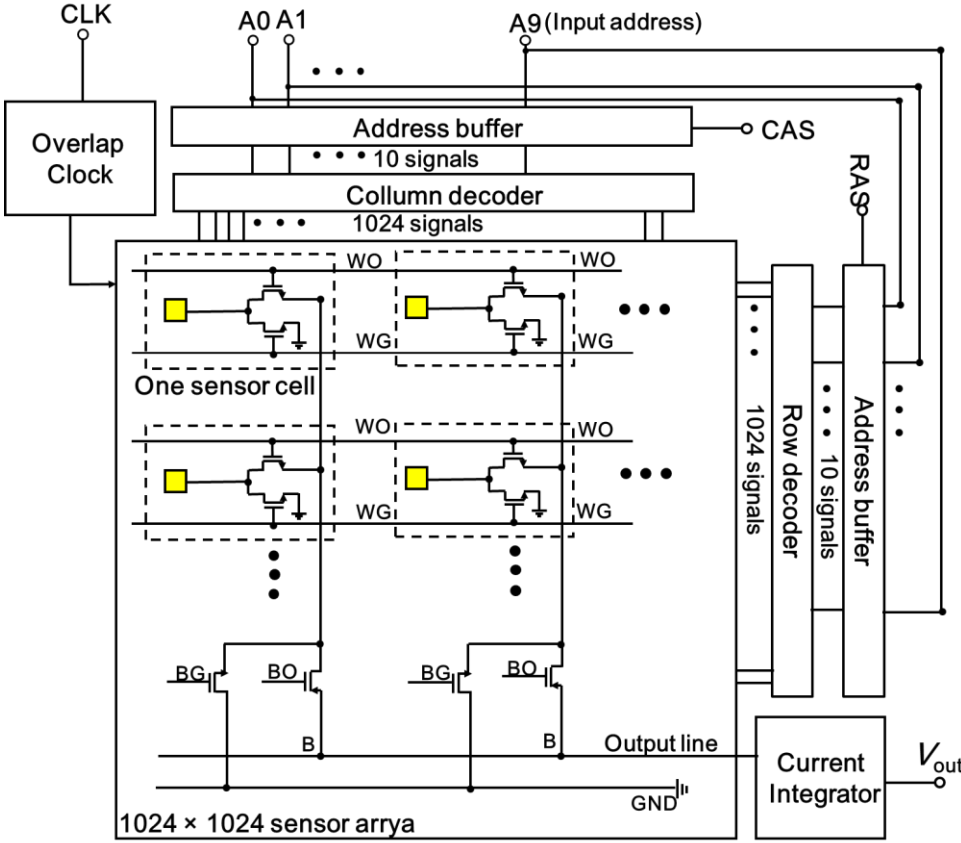 CLK
A0 A1
A9 (Input address)
Overlap
Clock
Address buffer
CAS
10 signals
Collumn decoder
1024 signals
RAS
WO
WO
WG
WG
One sensor cell
WO
WO
WG
WG
1024 signals
Row decoder
10 signals
Address buffer
BG
BO
BG
BO
B
B
Output line
GND
Current
Integrator
Vout
1024 × 1024 sensor arrya